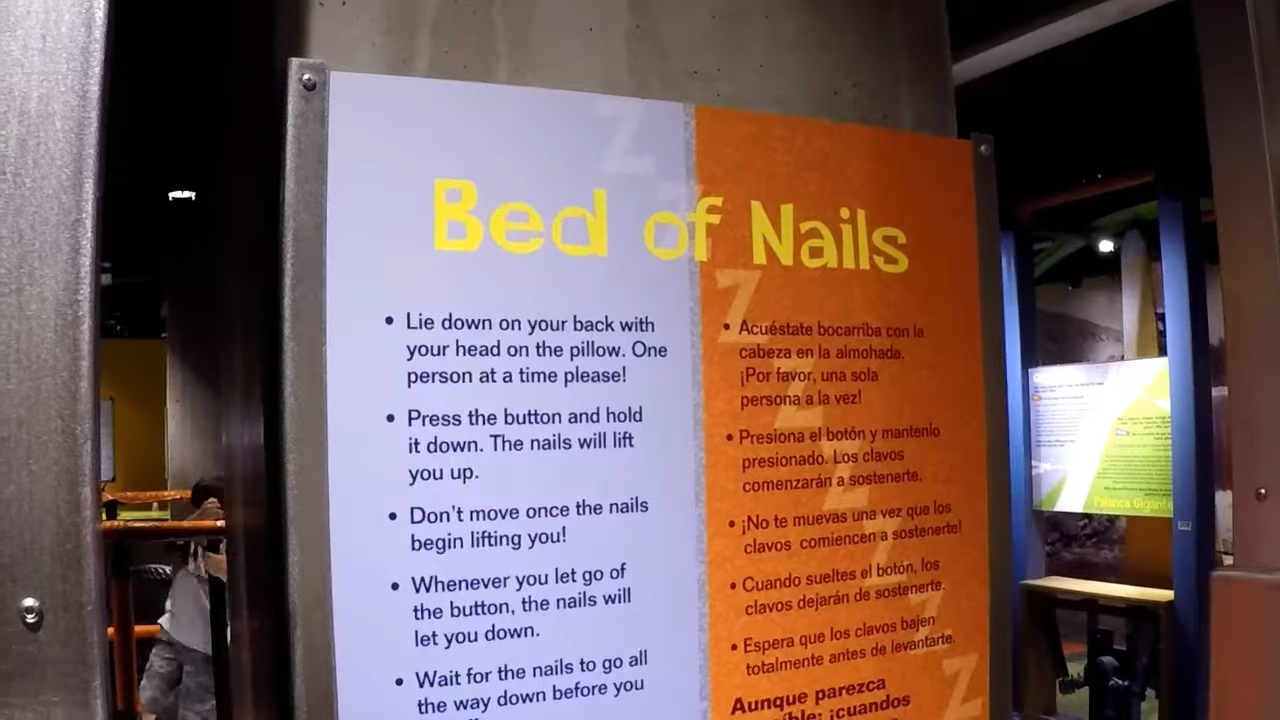 Bed of Nails
• Lie down on your back with
your head on the pillow. One
person at a time please!
• Press the button and hold
it down. The nails will lift
you up.
• Don't move once the nails
begin lifting you!
• Whenever you let go of
the button, the nails will
let you down.
• Wait for the nails to go all
the way down before you
• Acuéstate bocarriba con la
cabeza en la almohada.
¡Por favor, una sola
persona a la vez!
• Presiona el botón y mantenlo
presionado. Los clavos
comenzarán a sostenerte.
• ¡No te muevas una vez que los
clavos comiencen a sostenerte!
• Cuando sueltes el botón, los
clavos dejarán de sostenerte.
• Espera que los clavos bajen
totalmente antes de levantarte.
Aunque parezca
¡cuando
Palanca Gigante